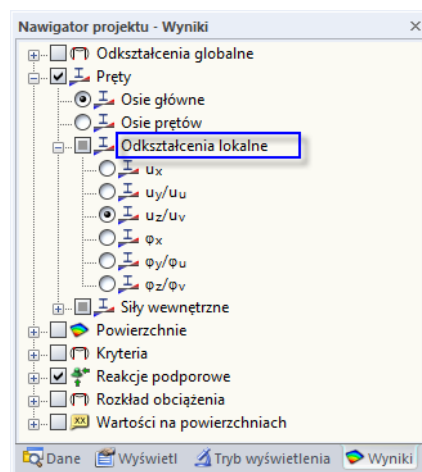 Nawigator projektu - Wyniki
Odkształcenia globalne
Pręty
Osie główne
Osie prętów
Odkształcenia lokalne
ux
uy/uu
uz/uv
φx
φy/φu
φz/φv
Siły wewnętrzne
Powierzchnie
Kryteria
Reakcje podporowe
Rozkład obciążenia
xx Wartości na powierzchniach
Dane Wyświetl Tryb wyświetlenia Wyniki